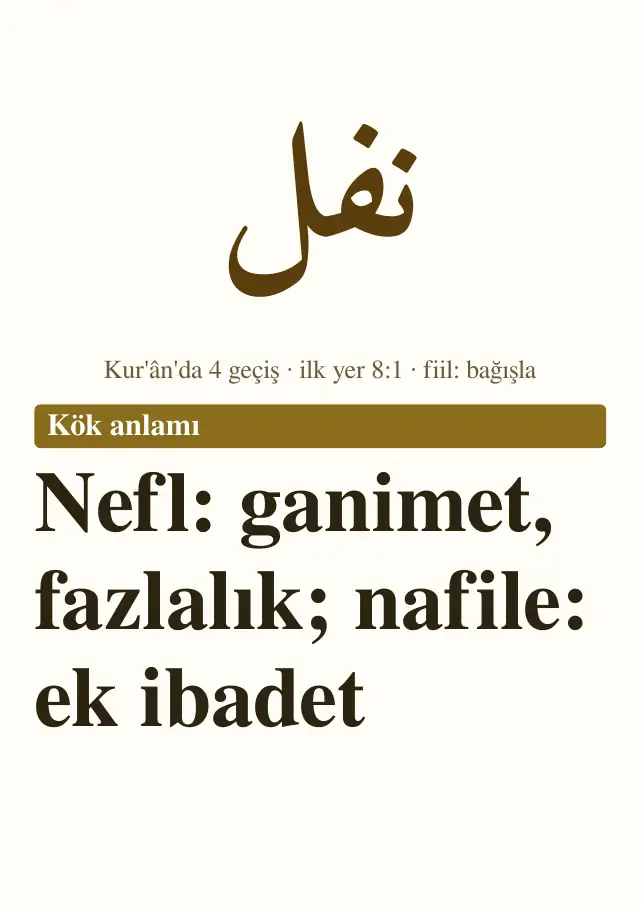 نفل
Kur'ân'da 4 geçiş · ilk yer 8:1 · fiil: bağışla
Kök anlamı
Nefl: ganimet,
fazlalık; nafile:
ek ibadet